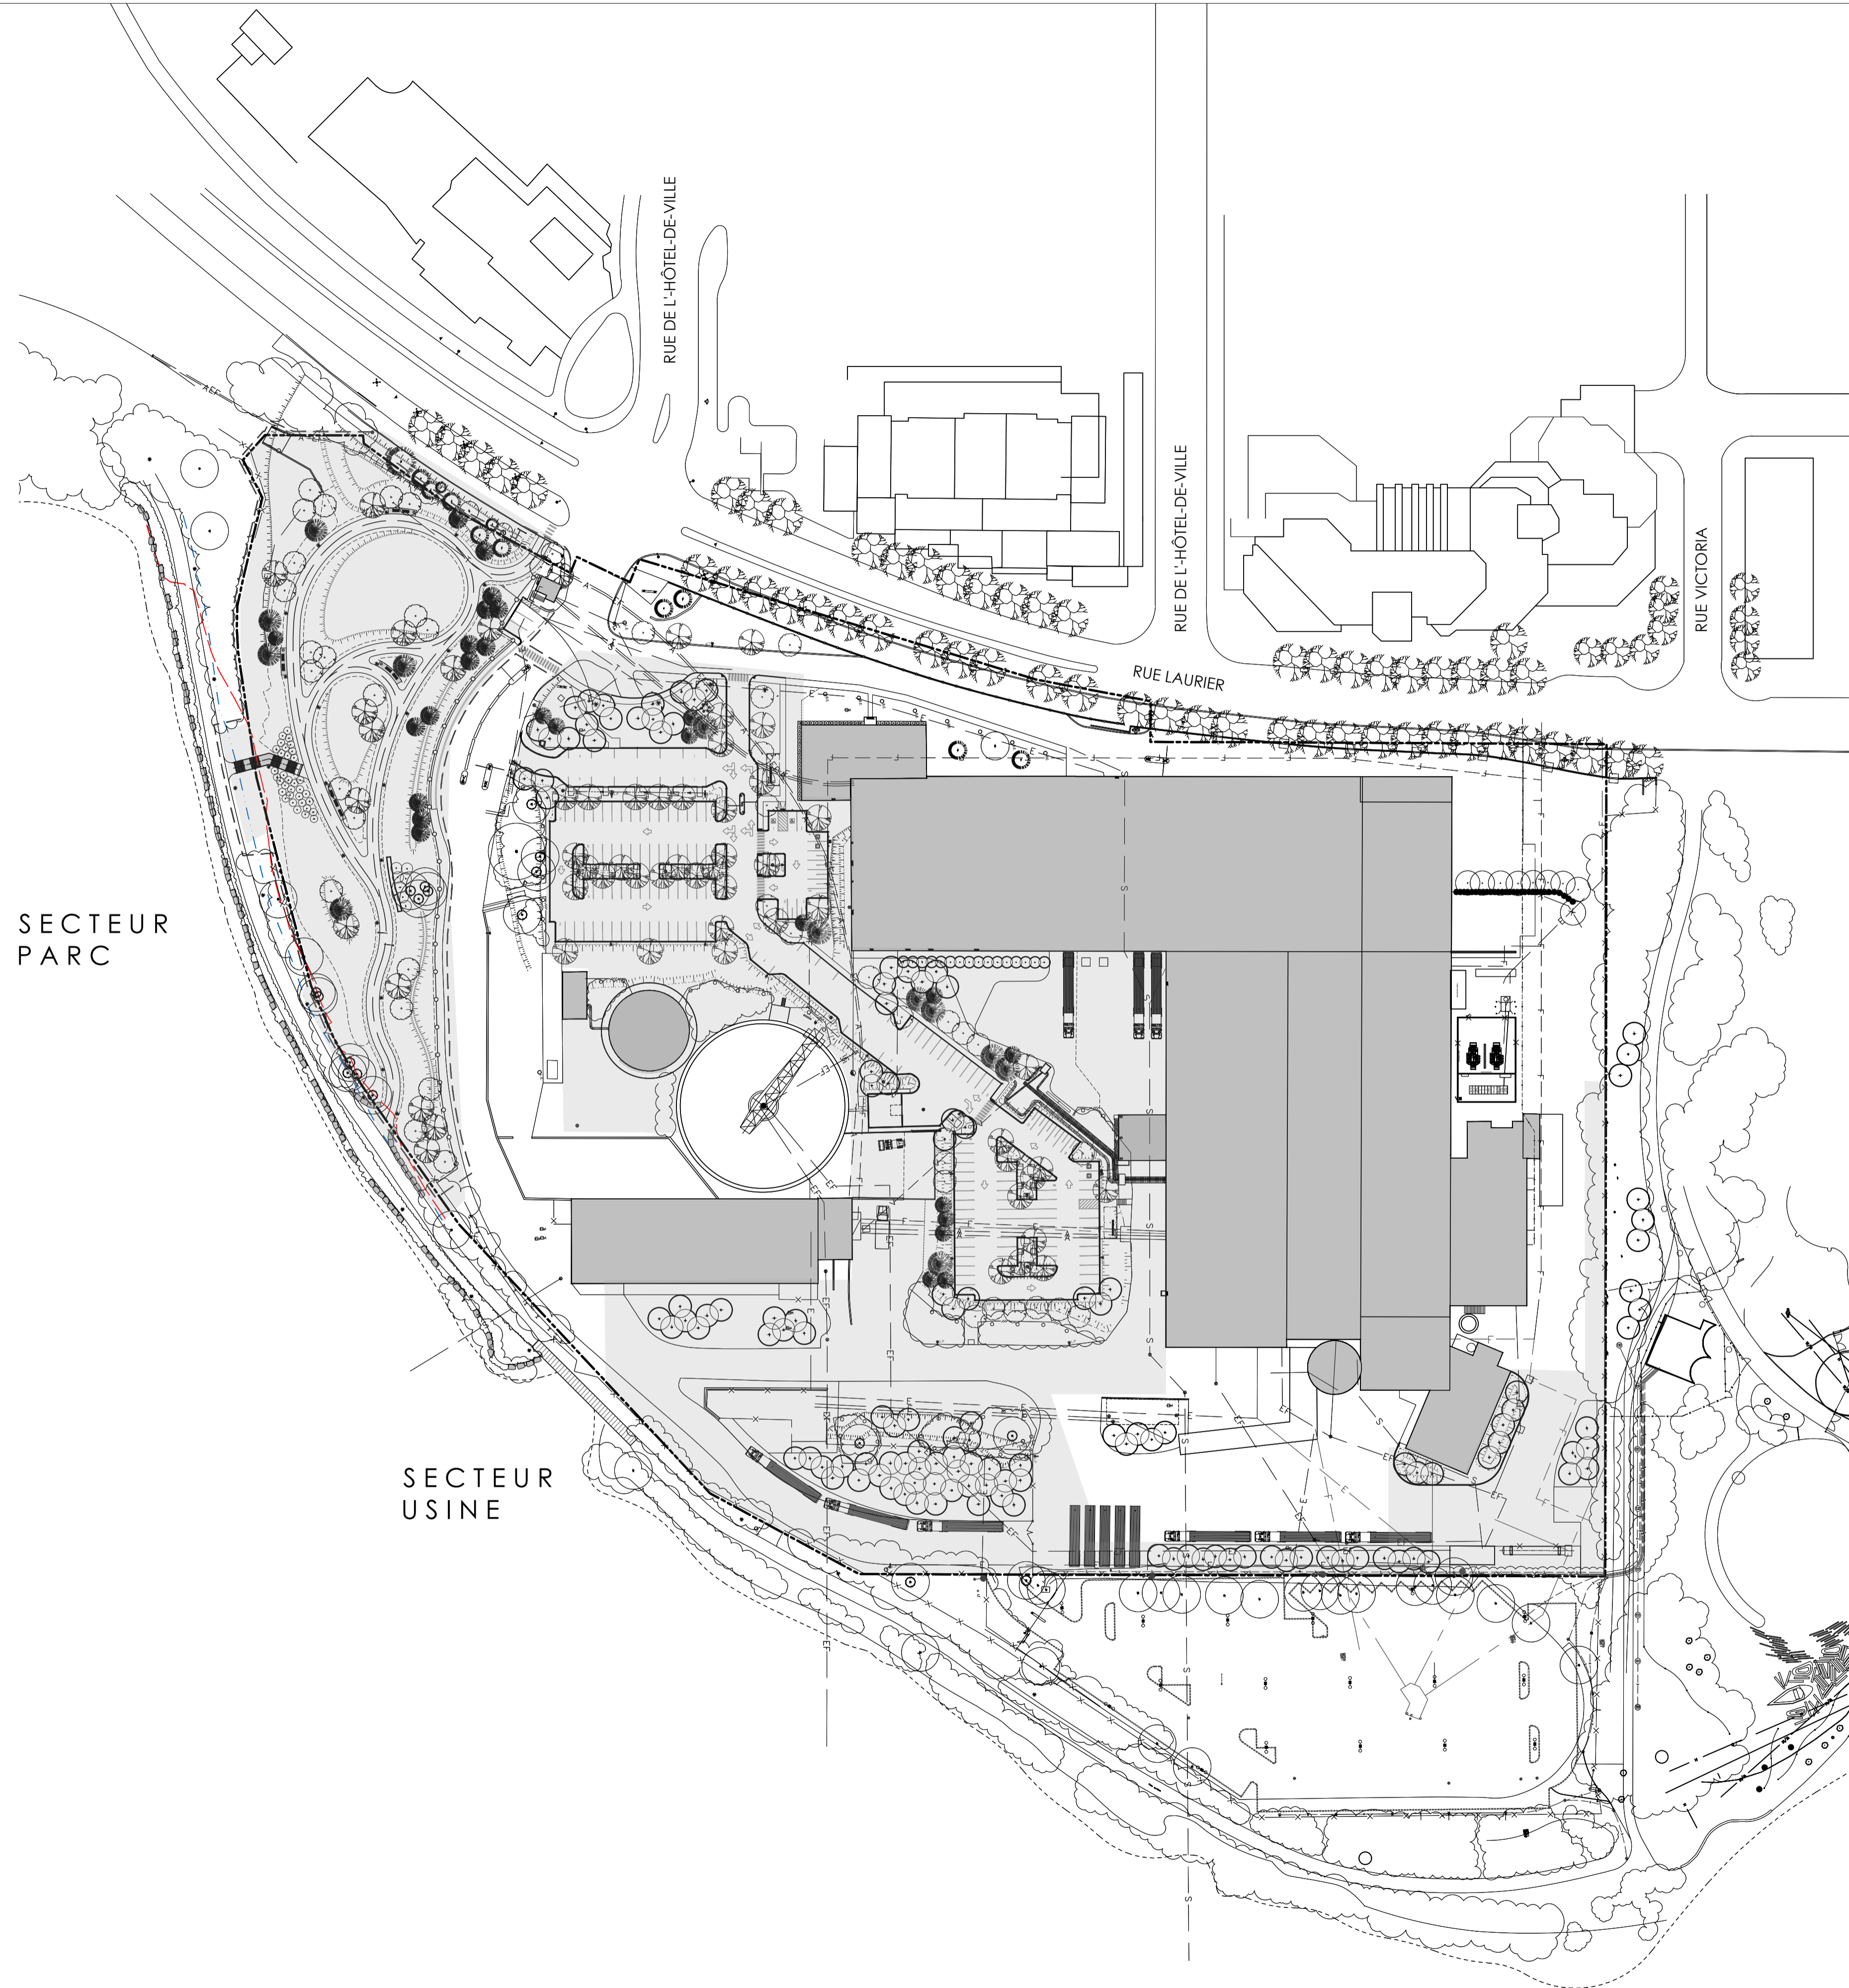 RUE DE L'-HÔTEL-DE-VILLE
RUE DE L'-HÔTEL-DE-VILLE
RUE VICTORIA
RUE LAURIER
SECTEUR
PARC
SECTEUR
USINE